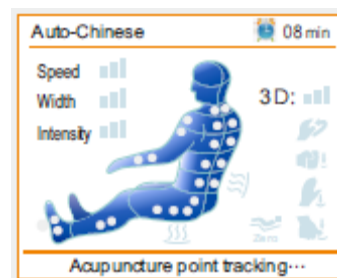 Auto-Chinese 08 min
Speed
Width
Intensity
3D:
Zero
Acupuncture point tracking···